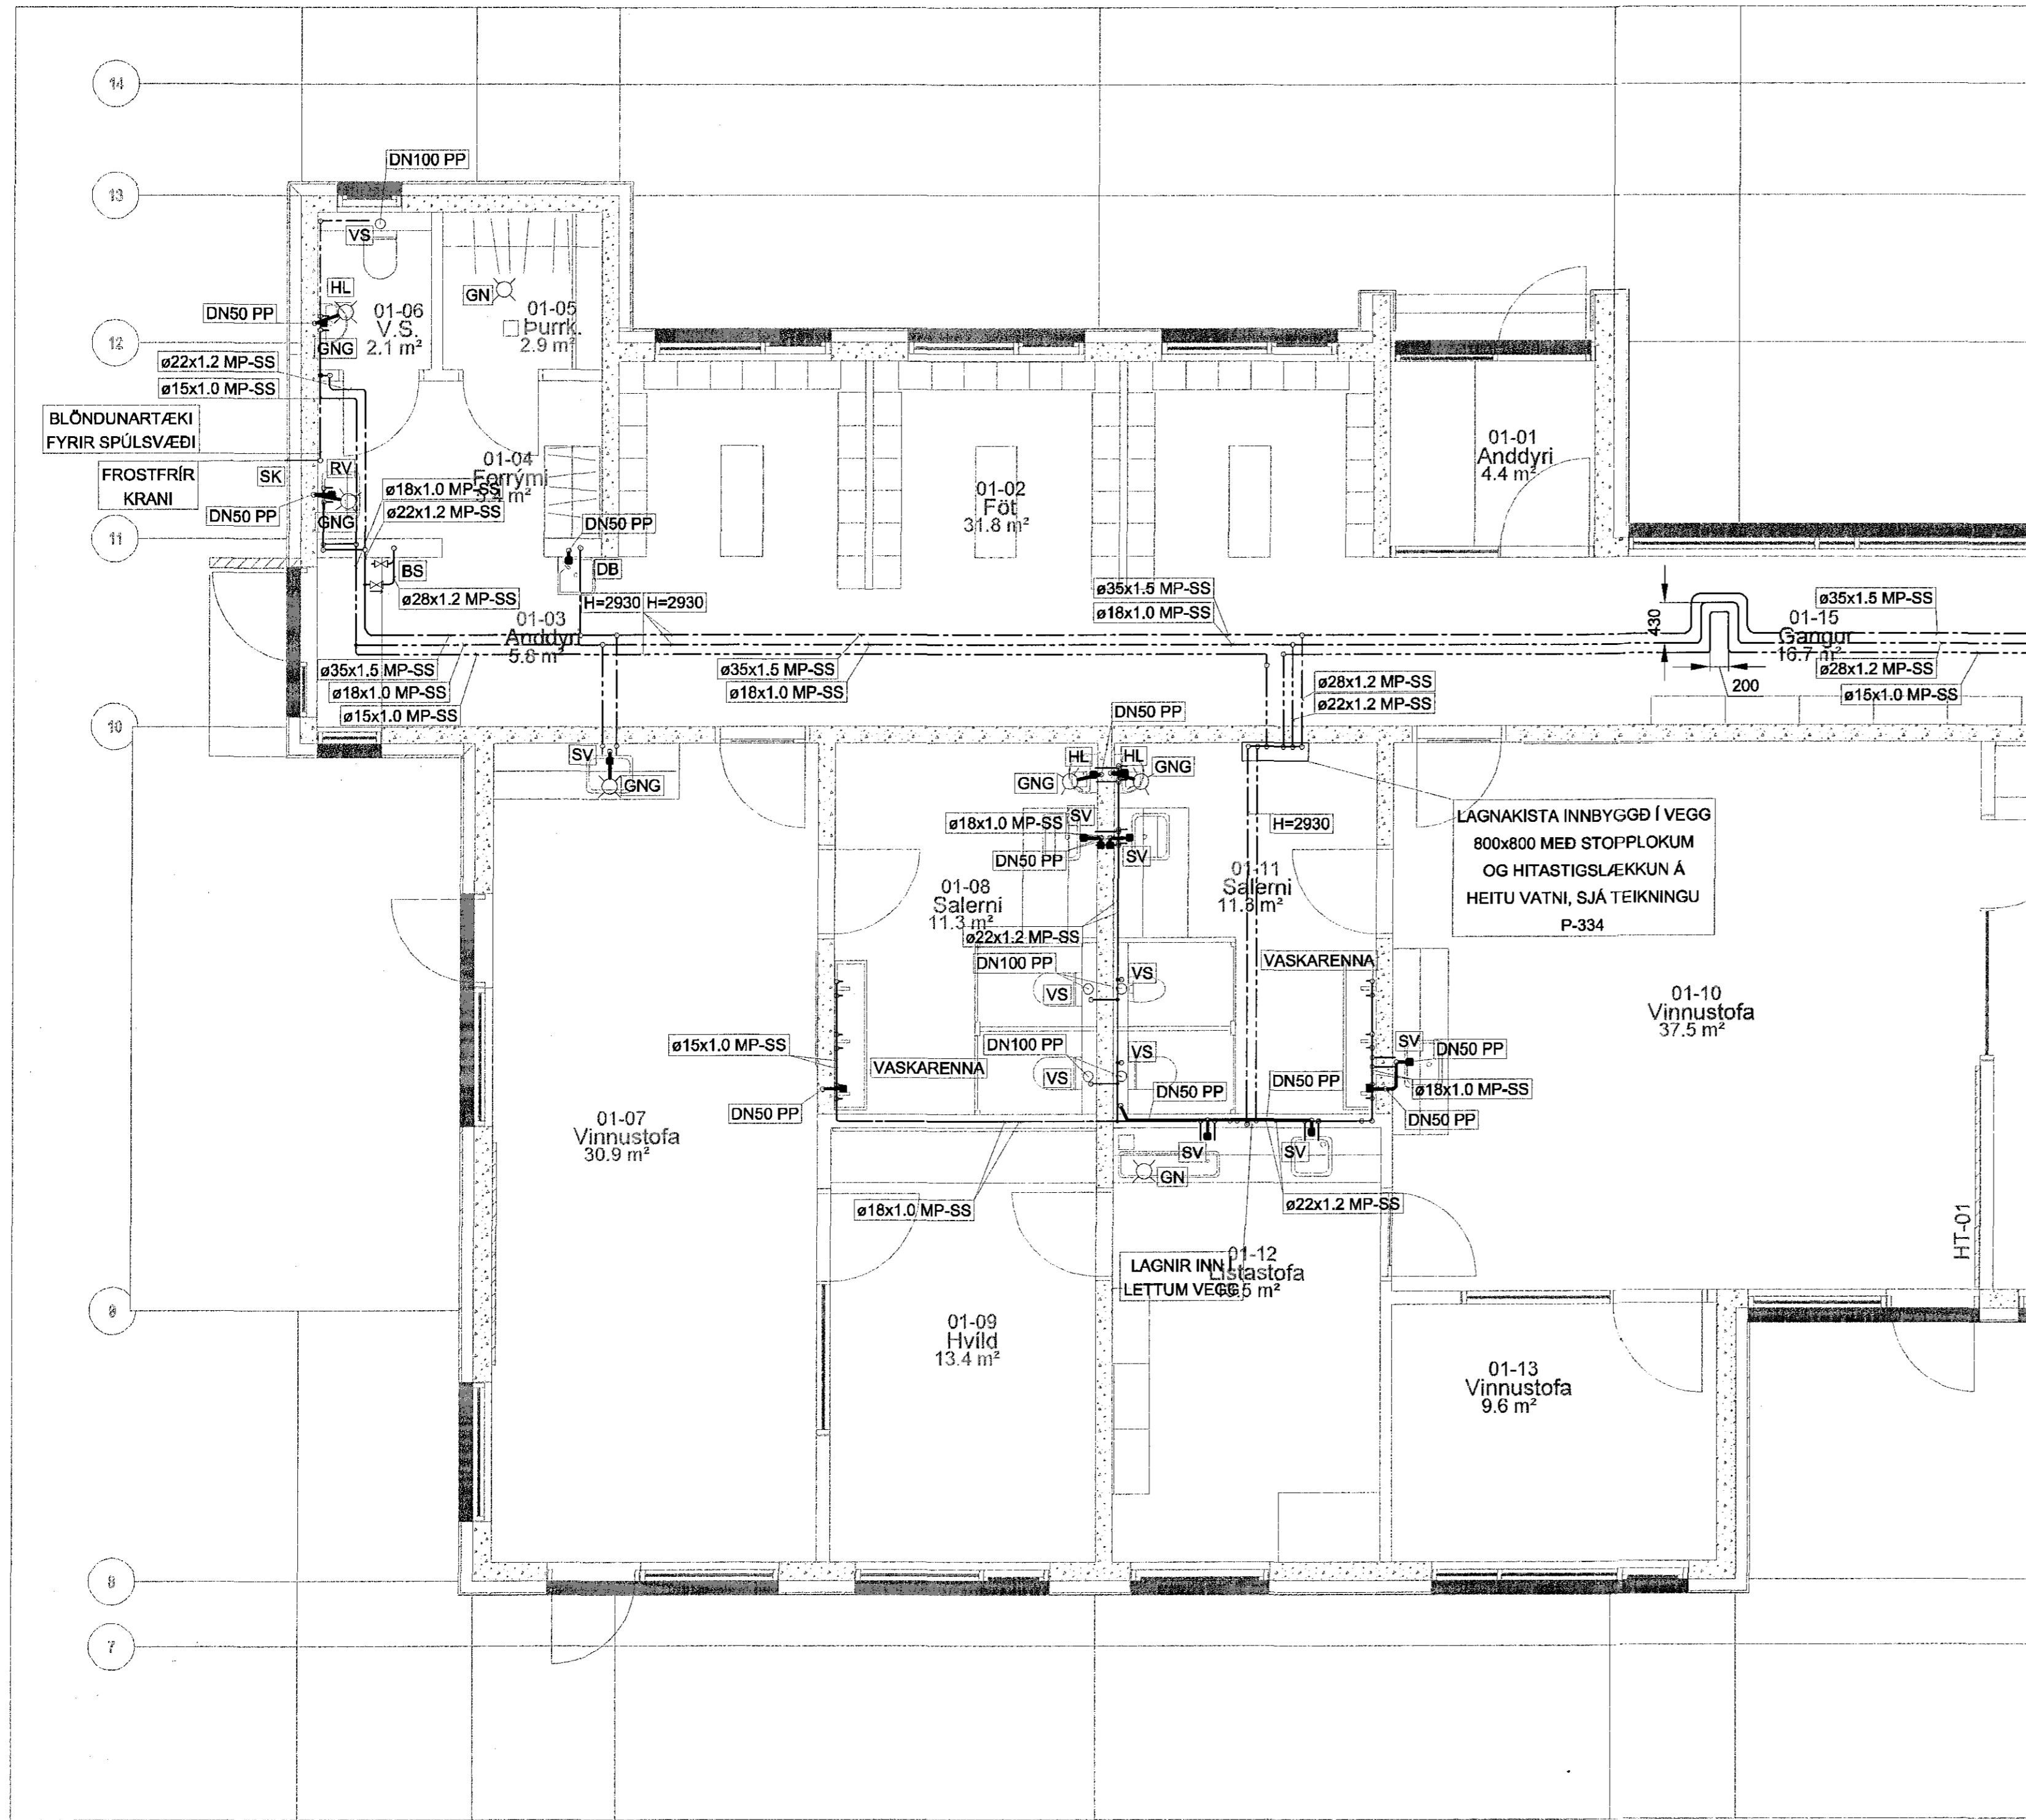 14
DN100 PP
13
VS
HL
GN
DN50 PP
01-06
V.S.
2.1 m²
01-05
Þurrk.
2.9 m²
12
GNG
ø22x1.2 MP-SS
ø15x1.0 MP-SS
BLÖNDUNARTÆKI
FYRIR SPÚLSVÆÐI
FROSTFRÍR
KRANI
SK
RV
01-04
Forrými
ø18x1.0 MP-SS
ø22x1.2 MP-SS
DN50 PP
GNG
DN50 PP
11
BS
DB
ø28x1.2 MP-SS
H=2930
H=2930
01-02
Föt
31.8 m²
01-01
Anddyri
4.4 m²
01-03
Anddyri
5.8 m²
ø35x1.5 MP-SS
ø18x1.0 MP-SS
430
01-15
Gangur
16.7 m²
ø35x1.5 MP-SS
ø28x1.2 MP-SS
ø15x1.0 MP-SS
200
ø35x1.5 MP-SS
ø18x1.0 MP-SS
ø15x1.0 MP-SS
ø35x1.5 MP-SS
ø18x1.0 MP-SS
ø28x1.2 MP-SS
ø22x1.2 MP-SS
10
DN50 PP
SV
GNG
HL
HL
GNG
GNG
SV
ø18x1.0 MP-SS
DN50 PP
SV
H=2930
LAGNAKISTA INNBYGGÐ Í VEGG
800x800 MEÐ STOPPLOKUM
OG HITASTIGSLÆKKUN Á
HEITU VATNI, SJÁ TEIKNINGU
P-334
01-08
Salerni
11.3 m²
01-11
Salerni
11.3 m²
ø22x1.2 MP-SS
DN100 PP
VS
VS
VASKARENNA
01-10
Vinnustofa
37.5 m²
ø15x1.0 MP-SS
VASKARENNA
DN100 PP
VS
VS
DN50 PP
DN50 PP
DN50 PP
SV
DN50 PP
ø18x1.0 MP-SS
DN50 PP
01-07
Vinnustofa
30.9 m²
SV
SV
GN
ø18x1.0 MP-SS
ø22x1.2 MP-SS
HT-01
LAGNIR INN Í
LETTUM VEGG
01-12
Listastofa
9
01-09
Hvíld
13.4 m²
01-13
Vinnustofa
9.6 m²
8
7